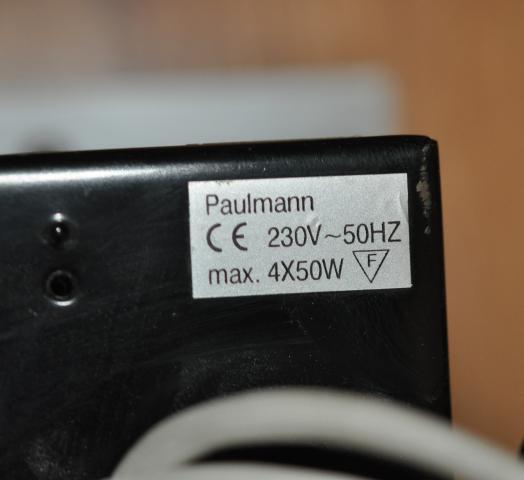 Paulmann
CE 230V~50HZ
max. 4X50W F